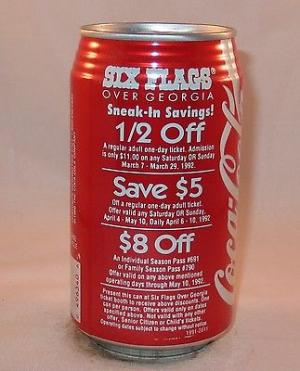 SIX FLAGS®
OVER GEORGIA
Sneak-In Savings!
1/2 Off
A regular adult one-day ticket. Admission
is only $11.00 on any Saturday OR Sunday
March 7 - March 29, 1992.
Save $5
Off a regular one-day adult ticket.
Offer valid any Saturday OR Sunday,
April 4 - May 10, Daily April 6 - 10, 1992
$8 Off
An Individual Season Pass #691
or Family Season Pass #790
Offer valid on any above mentioned
operating days through May 10, 1992.
Present this can at Six Flags Over Georgia
ticket booth to receive above discounts. One
can per person. Offers valid only on dates
specified above. Not valid with any other
offer, Senior Citizen or Child's tickets.
Operating dates subject to change without notice
Coca-Cola